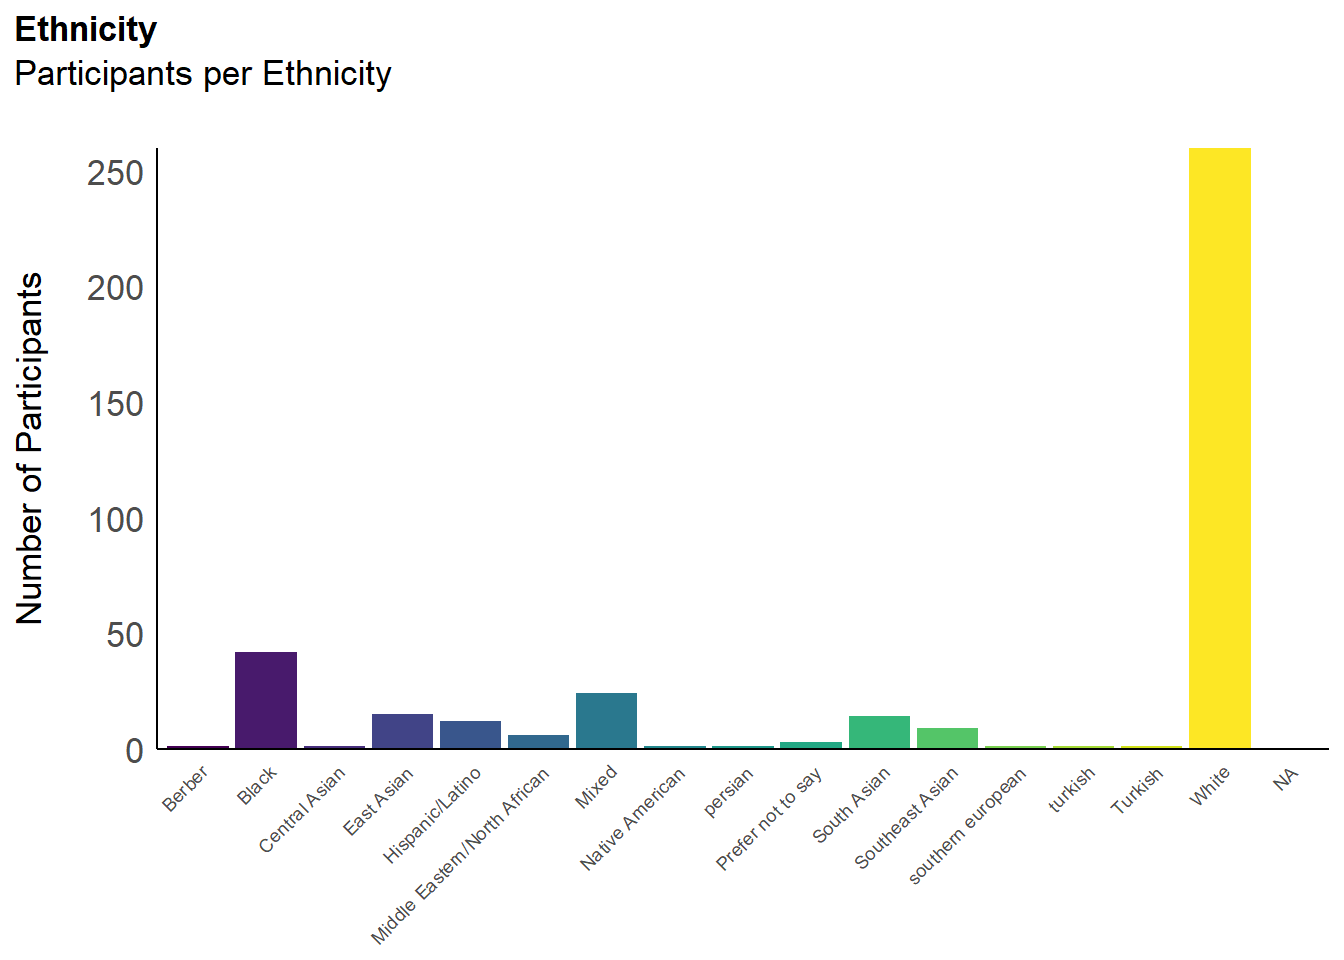 Ethnicity
Participants per Ethnicity
Number of Participants
250
200
150
100
50
0
Berber
Black
Central Asian
East Asian
Hispanic/Latino
Middle Eastern/North African
Mixed
Native American
persian
Prefer not to say
South Asian
Southeast Asian
southern european
turkish
Turkish
White
NA